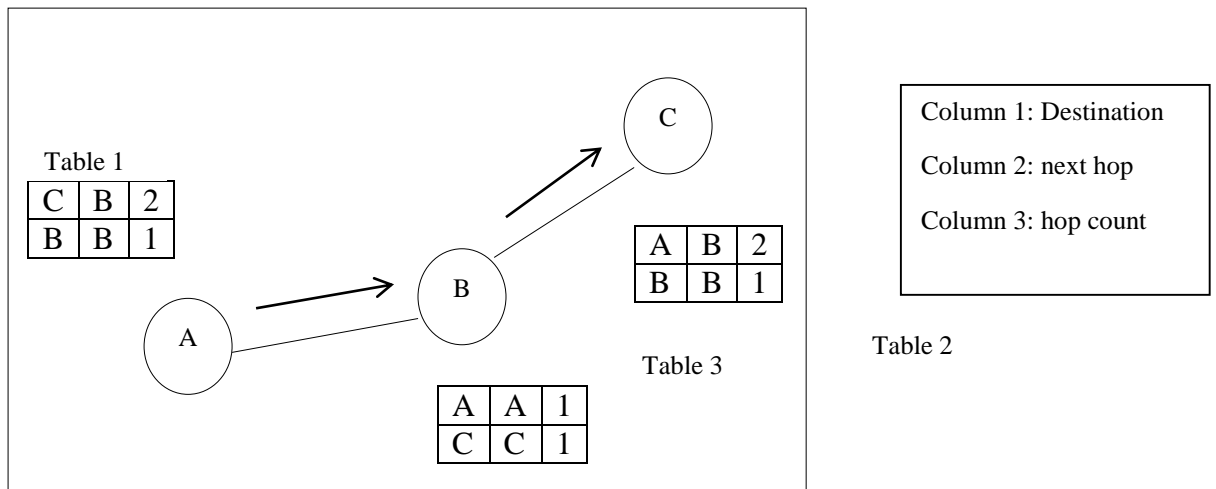 C
Column 1: Destination
Table 1
Column 2: next hop
C B 2
B B 1
Column 3: hop count
A B 2
B B 1
B
A
Table 2
Table 3
A A 1
C C 1